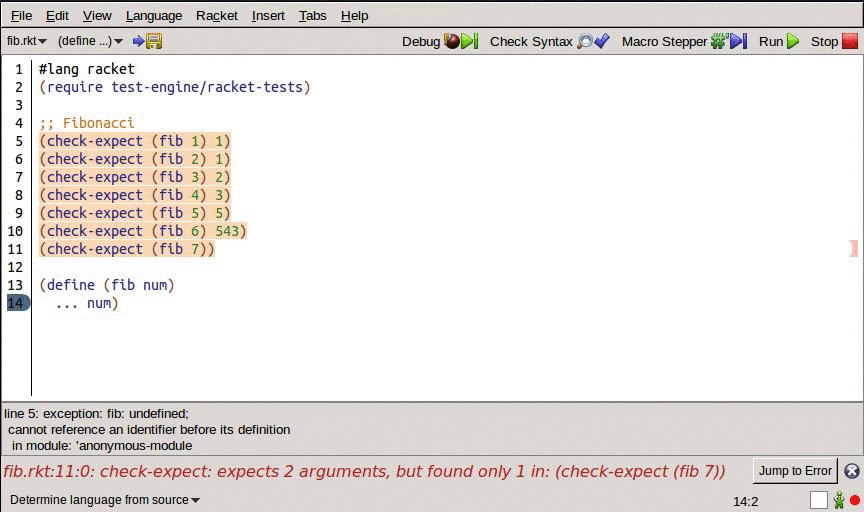 File Edit View Language Racket Insert Tabs Help
fib.rkt (define ...) Debug Check Syntax Macro Stepper #' Run Stop
1 #lang racket
2 (require test-engine/racket-tests)
3
4 ;; Fibonacci
5 (check-expect (fib 1) 1)
6 (check-expect (fib 2) 1)
7 (check-expect (fib 3) 2)
8 (check-expect (fib 4) 3)
9 (check-expect (fib 5) 5)
10 (check-expect (fib 6) 543)
11 (check-expect (fib 7))
12
13 (define (fib num)
14 ... num)
line 5: exception: fib: undefined;
cannot reference an identifier before its definition
in module: 'anonymous-module
fib.rkt:11:0: check-expect: expects 2 arguments, but found only 1 in: (check-expect (fib 7)) Jump to Error
Determine language from source 14:2